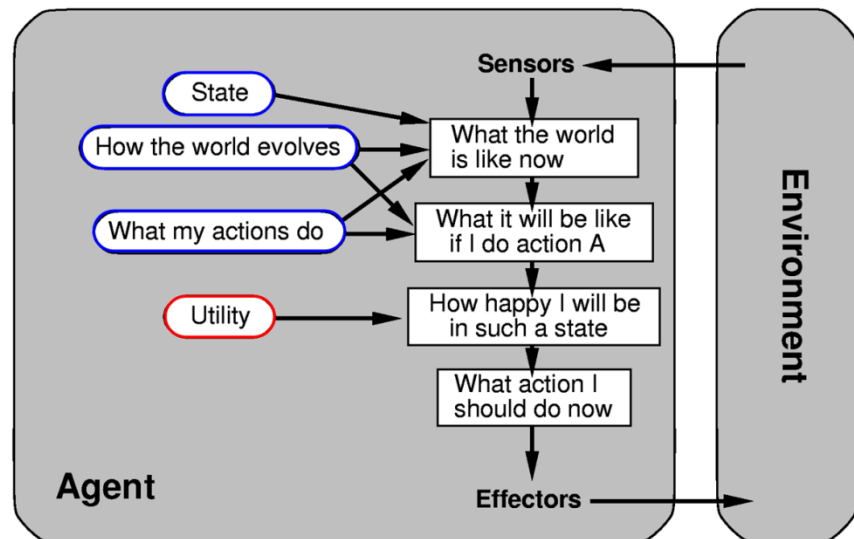 Sensors
State
What the world
is like now
How the world evolves
What my actions do
What it will be like
if I do action A
Utility
How happy I will be
in such a state
What action I
should do now
Agent
Effectors
Environment